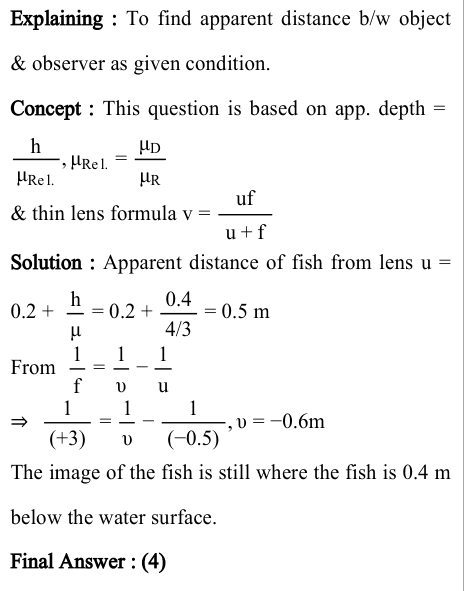 Explaining : To find apparent distance b/w object
& observer as given condition.
Concept : This question is based on app. depth =
h/μRel. , μRel. = μD/μR
& thin lens formula v = uf/(u + f)
Solution : Apparent distance of fish from lens u =
0.2 + h/μ = 0.2 + 0.4/(4/3) = 0.5 m
From 1/f = 1/υ − 1/u
⇒ 1/(+3) = 1/υ − 1/(−0.5) , υ = −0.6m
The image of the fish is still where the fish is 0.4 m
below the water surface.
Final Answer : (4)